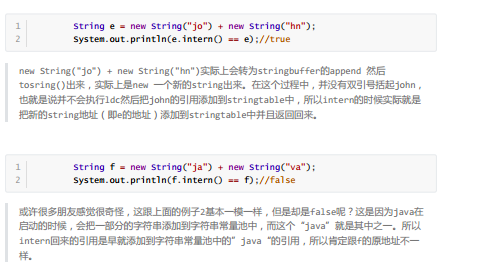 1 String e = new String("jo") + new String("hn");
2 System.out.println(e.intern() == e);//true
new String("jo") + new String("hn")实际上会转为stringbuffer的append 然后
tosring()出来，实际上是new 一个新的string出来。在这个过程中，并没有双引号括起john，
也就是说并不会执行ldc然后把john的引用添加到stringtable中，所以intern的时候实际就是
把新的string地址（即e的地址）添加到stringtable中并且返回回来。
1 String f = new String("ja") + new String("va");
2 System.out.println(f.intern() == f);//false
或许很多朋友感觉很奇怪，这跟上面的例子2基本一模一样，但是却是false呢？这是因为java在
启动的时候，会把一部分的字符串添加到字符串常量池中，而这个“java”就是其中之一。所以
intern回来的引用是早就添加到字符串常量池中的”java“的引用，所以肯定跟f的原地址不一
样。